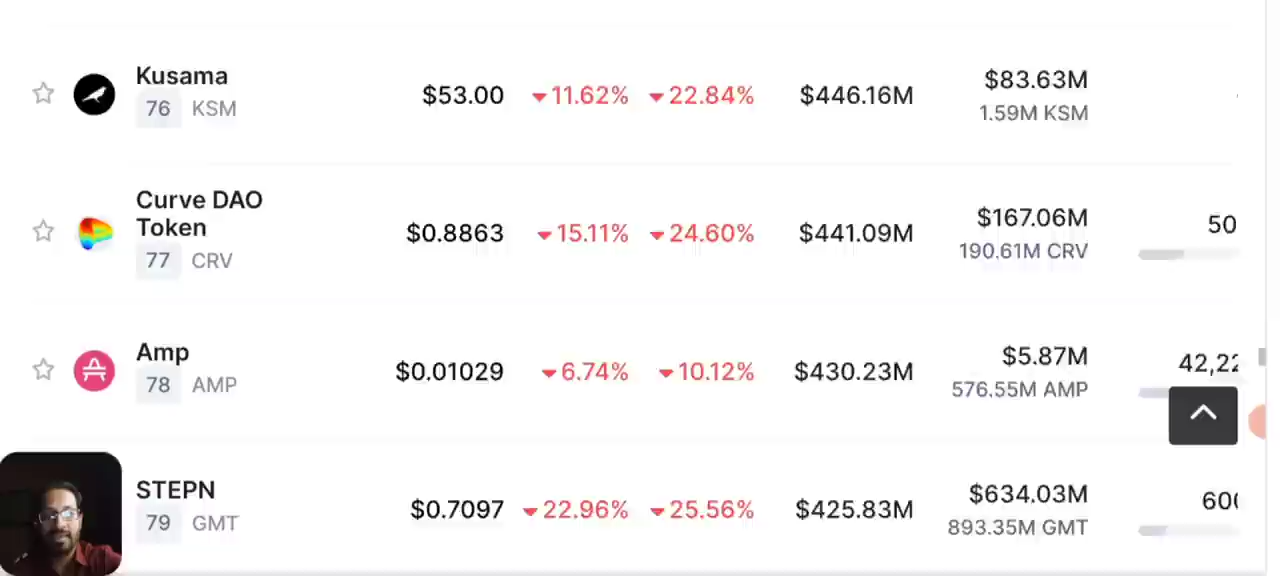 Kusama
76 KSM
$53.00 11.62% 22.84% $446.16M $83.63M
1.59M KSM
Curve DAO
Token
77 CRV
$0.8863 15.11% 24.60% $441.09M $167.06M
190.61M CRV
50
Amp
78 AMP
$0.01029 6.74% 10.12% $430.23M $5.87M
576.55M AMP
42,22
STEPN
79 GMT
$0.7097 22.96% 25.56% $425.83M $634.03M
893.35M GMT
600